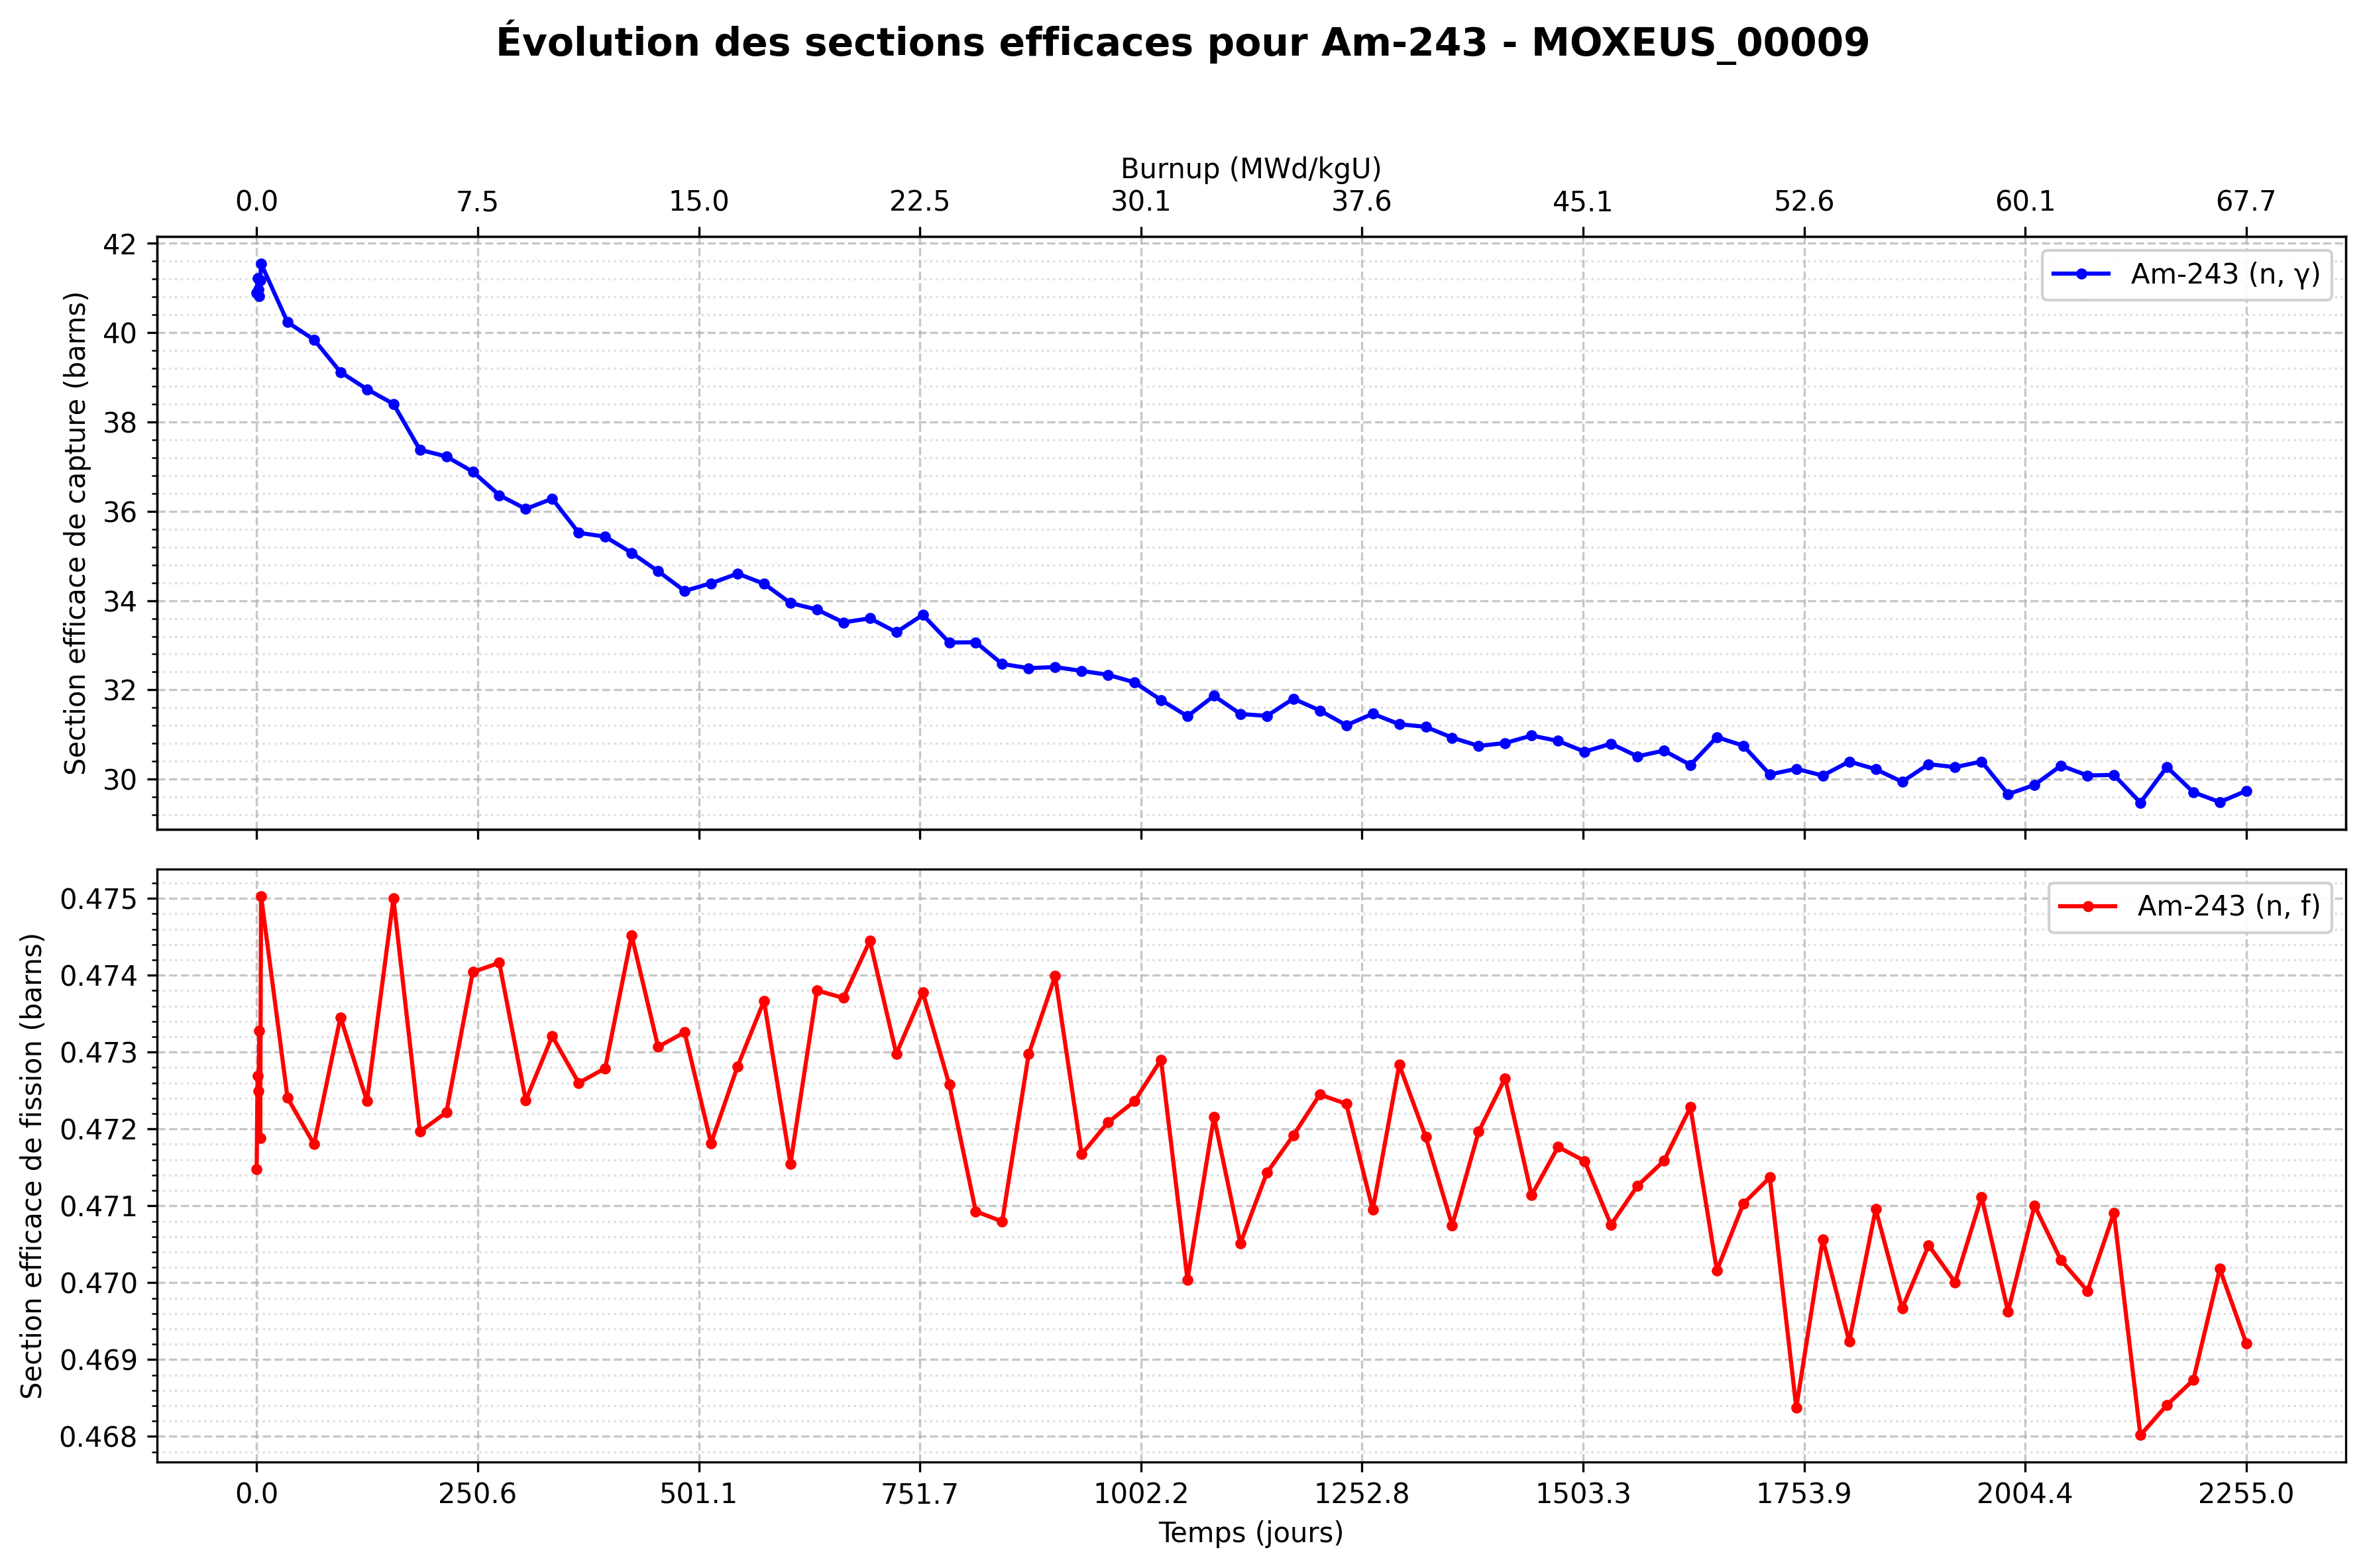 Évolution des sections efficaces pour Am-243 - MOXEUS_00009
Burnup (MWd/kgU)
0.0 7.5 15.0 22.5 30.1 37.6 45.1 52.6 60.1 67.7
Section efficace de capture (barns)
42
40
38
36
34
32
30
Am-243 (n, γ)
Section efficace de fission (barns)
0.475
0.474
0.473
0.472
0.471
0.470
0.469
0.468
Am-243 (n, f)
0.0 250.6 501.1 751.7 1002.2 1252.8 1503.3 1753.9 2004.4 2255.0
Temps (jours)